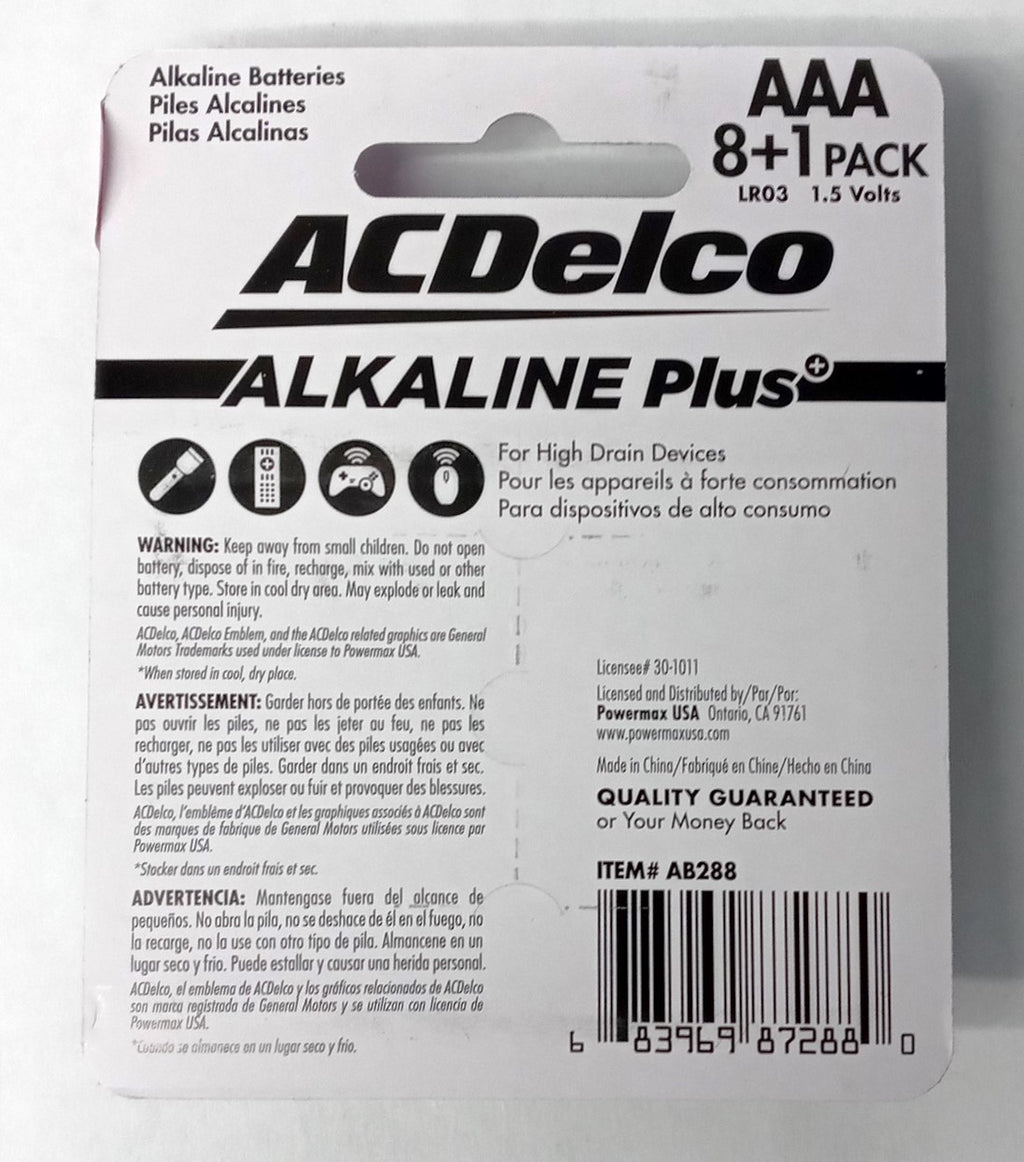 Alkaline Batteries
Piles Alcalines
Pilas Alcalinas
AAA
8+1 PACK
LR03 1.5 Volts
ACDelco
ALKALINE Plus+
For High Drain Devices
Pour les appareils à forte consommation
Para dispositivos de alto consumo
WARNING: Keep away from small children. Do not open
battery, dispose of in fire, recharge, mix with used or other
battery type. Store in cool dry area. May explode or leak and
cause personal injury.
ACDelco, ACDelco Emblem, and the ACDelco related graphics are General
Motors Trademarks used under license to Powermax USA.
*When stored in cool, dry place.
AVERTISSEMENT: Garder hors de portée des enfants. Ne
pas ouvrir les piles, ne pas les jeter au feu, ne pas les
recharger, ne pas les utiliser avec des piles usagées ou avec
d'autres types de piles. Garder dans un endroit frais et sec.
Les piles peuvent exploser ou fuir et provoquer des blessures.
ACDelco, l'emblème d'ACDelco et les graphiques associés à ACDelco sont
des marques de fabrique de General Motors utilisées sous licence par
Powermax USA.
*Stocker dans un endroit frais et sec.
ADVERTENCIA: Mantengase fuera del alcance de
pequeños. No abra la pila, no se deshace de él en el fuego, no
la recarge, no la use con otro tipo de pila. Almancene en un
lugar seco y frio. Puede estallar y causar una herida personal.
ACDelco, el emblema de ACDelco y los gráficos relacionados de ACDelco
son marca registrada de General Motors y se utilizan con licencia de
Powermax USA.
*Cuando se almanece en un lugar seco y frio.
Licensee# 30-1011
Licensed and Distributed by/Par/Por:
Powermax USA Ontario, CA 91761
www.powermaxusa.com
Made in China/Fabriqué en Chine/Hecho en China
QUALITY GUARANTEED
or Your Money Back
ITEM# AB288
6 83969 87288 0